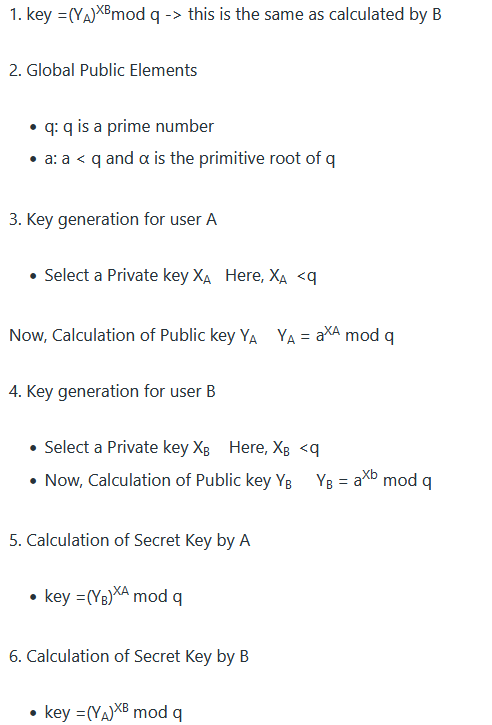 1. key =(Y_A)^XB mod q -> this is the same as calculated by B
2. Global Public Elements
• q: q is a prime number
• a: a < q and α is the primitive root of q
3. Key generation for user A
• Select a Private key X_A Here, X_A <q
Now, Calculation of Public key Y_A Y_A = a^XA mod q
4. Key generation for user B
• Select a Private key X_B Here, X_B <q
• Now, Calculation of Public key Y_B Y_B = a^Xb mod q
5. Calculation of Secret Key by A
• key =(Y_B)^XA mod q
6. Calculation of Secret Key by B
• key =(Y_A)^XB mod q